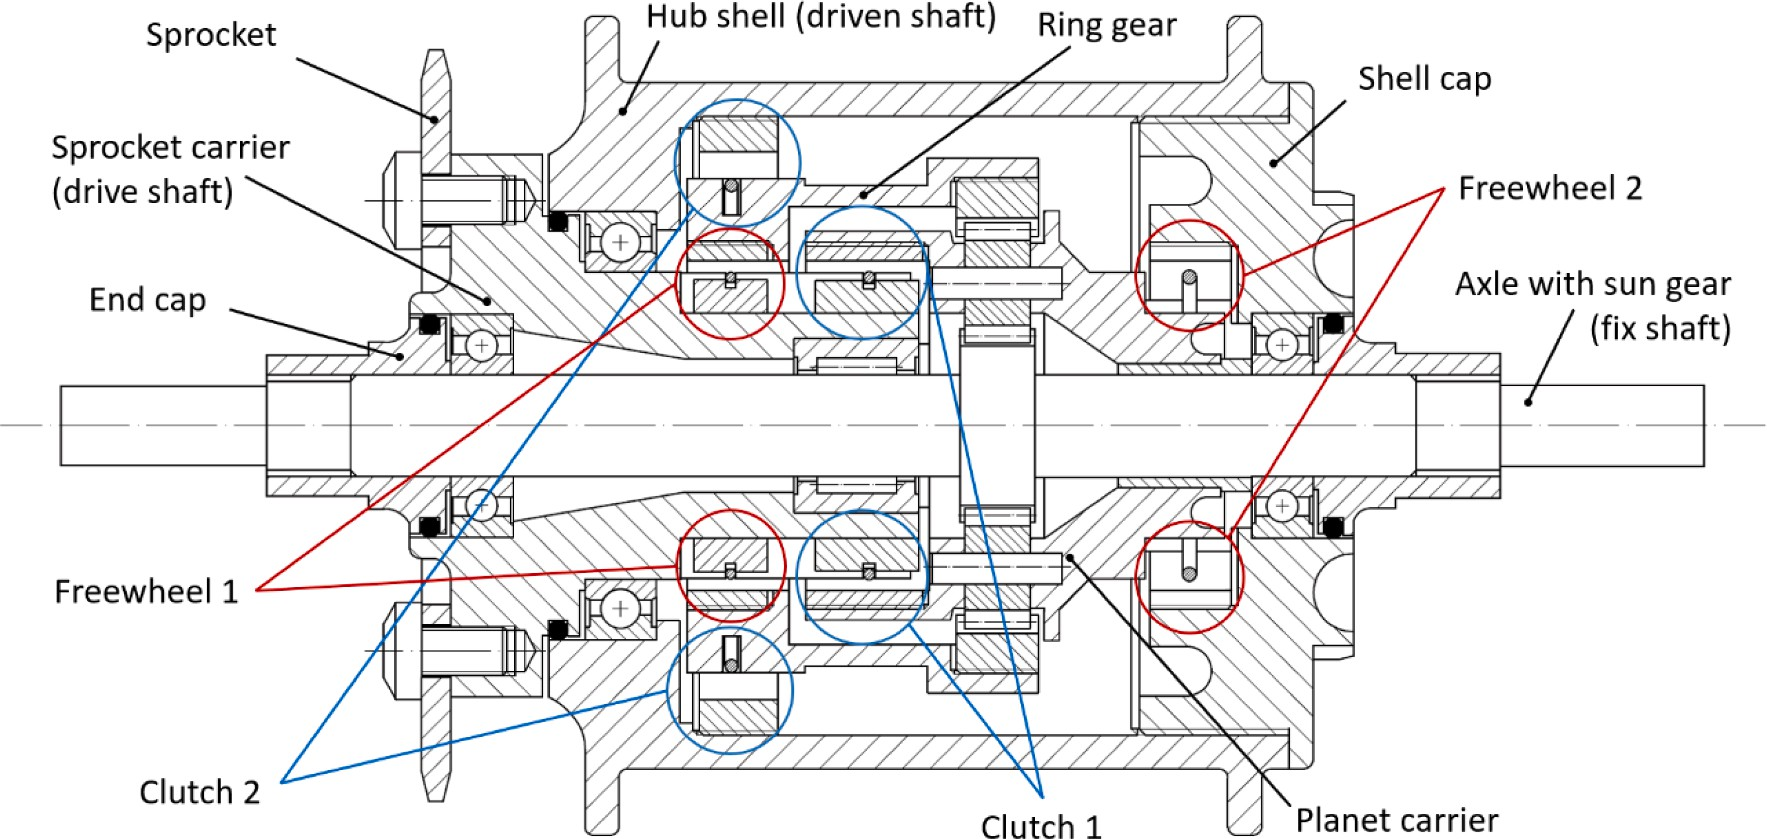 Hub shell (driven shaft)
Ring gear
Sprocket
Shell cap
Sprocket carrier
(drive shaft)
Freewheel 2
End cap
Axle with sun gear
(fix shaft)
Freewheel 1
Clutch 2
Clutch 1
Planet carrier